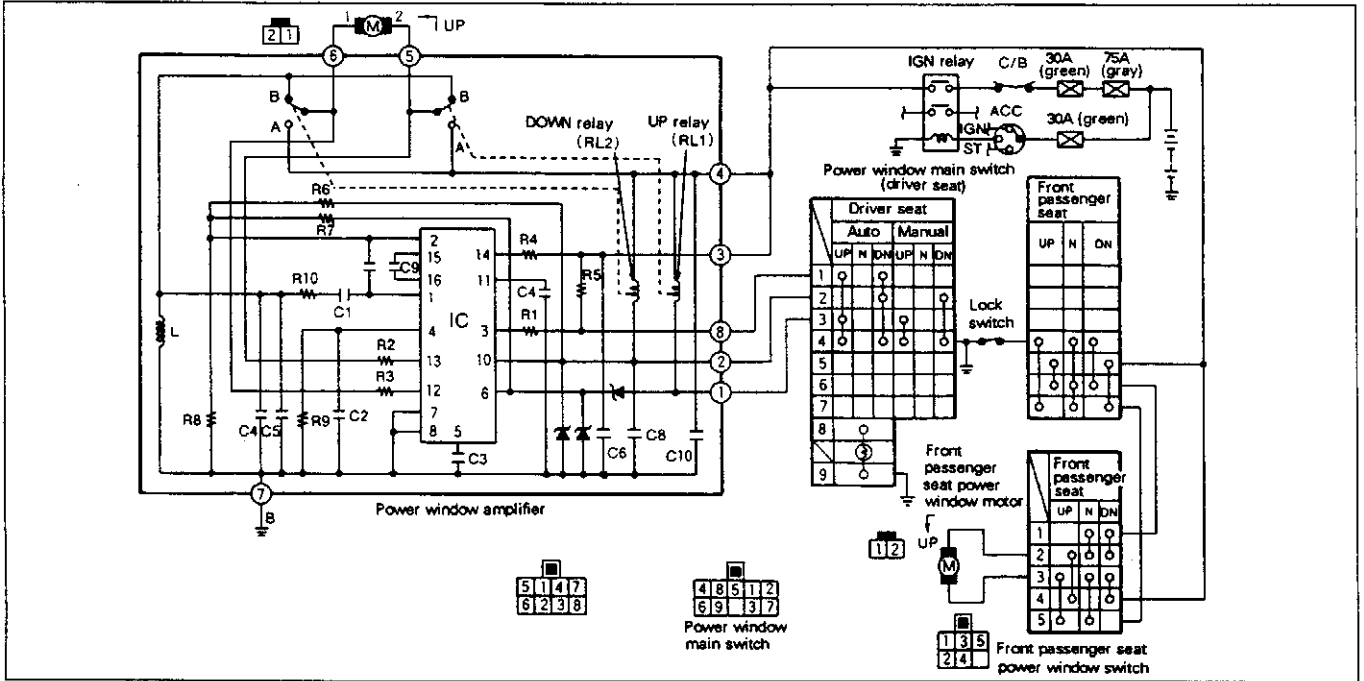 1 M 2 UP
2 1
6 5
IGN relay C/B 30A (green) 75A (gray)
B B
A A
DOWN relay (RL2)
UP relay (RL1)
ACC
IGN
ST
30A (green)
4
Power window main switch (driver seat)
R6
R7
3
R10 C1 C9
2
15
16
1
4
13
12
7
8
5
IC
14
11
3
10
6
R4
R5
C4
R1
8
2
1
L
R2
R3
R8 C4 C5 R9 C2
C3
C6 C8 C10
7
B
Power window amplifier
Driver seat
Auto Manual
UP N DN UP N DN
1
2
3
4
5
6
7
8
9
Lock switch
Front passenger seat
UP N DN
Front passenger seat power window motor
UP
1 2
M
Front passenger seat
UP N DN
1
2
3
4
5
5 1 4 7
6 2 3 8
4 8 5 1 2
6 9 3 7
Power window main switch
1 3 5
2 4
Front passenger seat power window switch